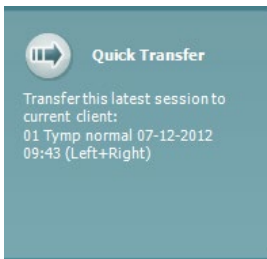 Quick Transfer
Transfer this latest session to
current client:
01 Tymp normal 07-12-2012
09:43 (Left+Right)